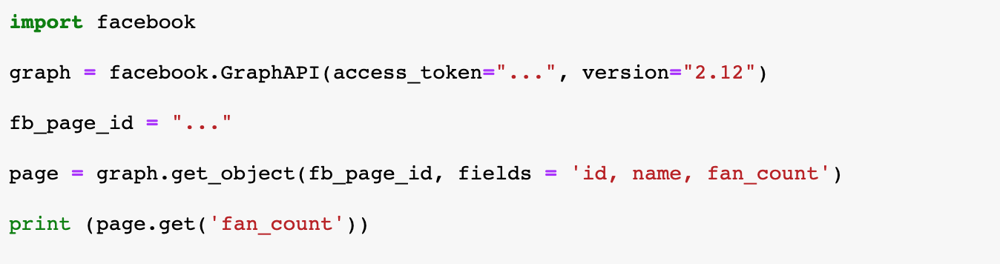 import facebook
graph = facebook.GraphAPI(access_token="...", version="2.12")
fb_page_id = "..."
page = graph.get_object(fb_page_id, fields = 'id, name, fan_count')
print (page.get('fan_count'))